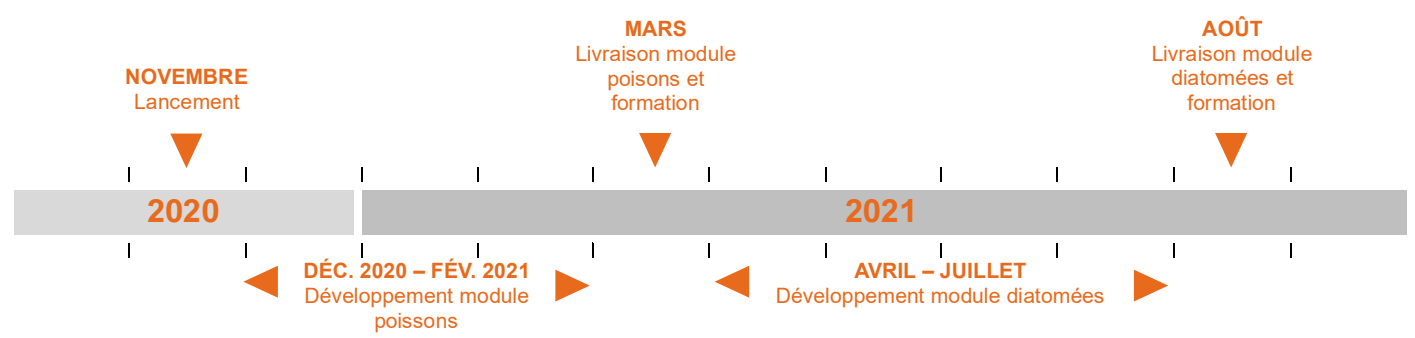 NOVEMBRE
Lancement
MARS
Livraison module
poisons et
formation
AOÛT
Livraison module
diatomées et
formation
2020
2021
DÉC. 2020 – FÉV. 2021
Développement module
poissons
AVRIL – JUILLET
Développement module diatomées